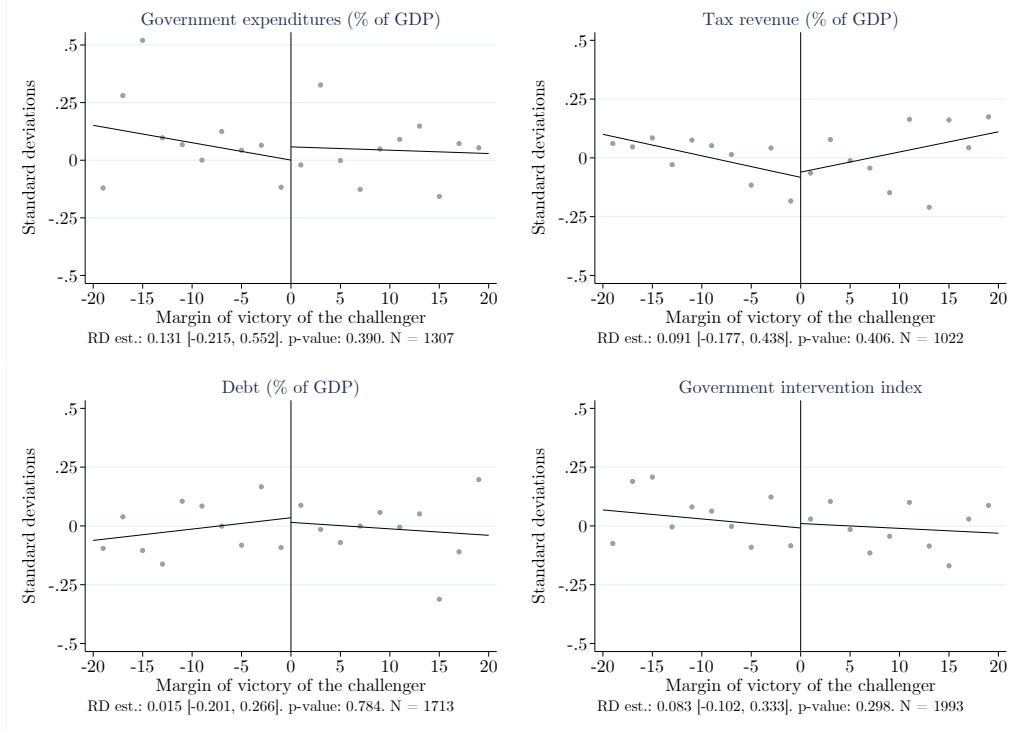 Government expenditures (% of GDP)
Standard deviations
.5
.25
0
-.25
-.5
-20 -15 -10 -5 0 5 10 15 20
Margin of victory of the challenger
RD est.: 0.131 [-0.215, 0.552]. p-value: 0.390. N = 1307
Tax revenue (% of GDP)
Standard deviations
.5
.25
0
-.25
-.5
-20 -15 -10 -5 0 5 10 15 20
Margin of victory of the challenger
RD est.: 0.091 [-0.177, 0.438]. p-value: 0.406. N = 1022
Debt (% of GDP)
Standard deviations
.5
.25
0
-.25
-.5
-20 -15 -10 -5 0 5 10 15 20
Margin of victory of the challenger
RD est.: 0.015 [-0.201, 0.266]. p-value: 0.784. N = 1713
Government intervention index
Standard deviations
.5
.25
0
-.25
-.5
-20 -15 -10 -5 0 5 10 15 20
Margin of victory of the challenger
RD est.: 0.083 [-0.102, 0.333]. p-value: 0.298. N = 1993